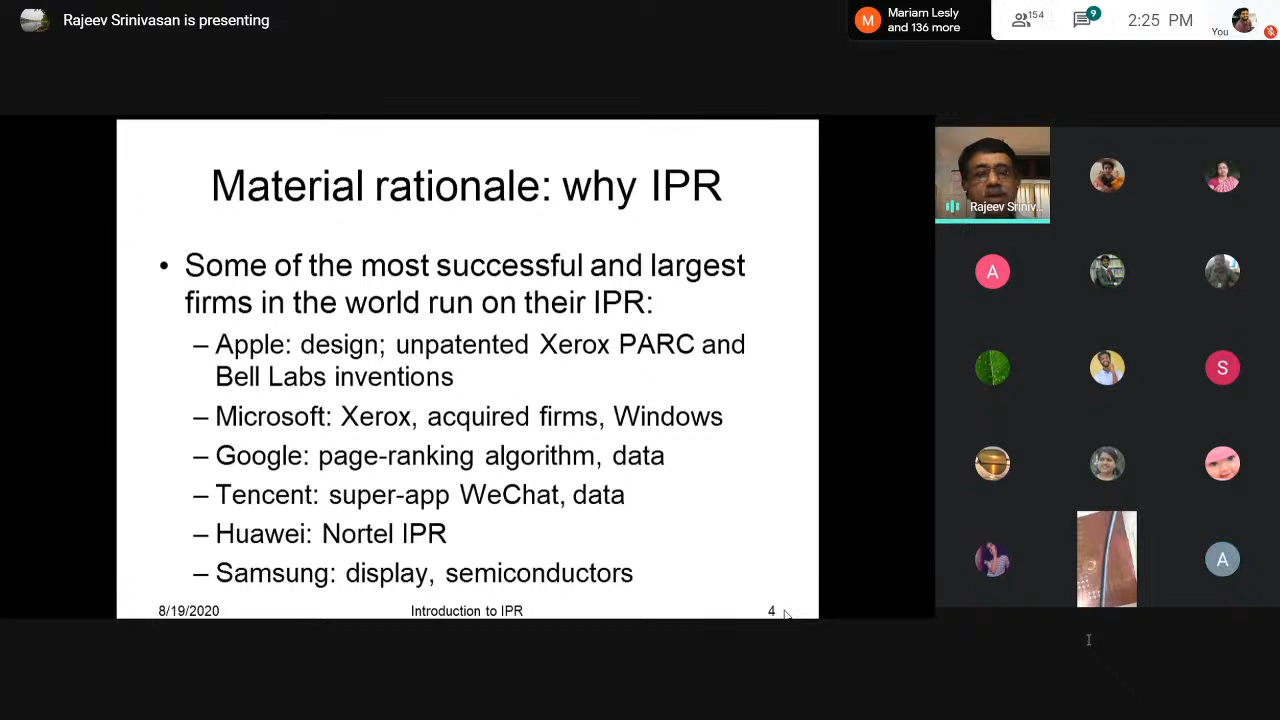 Rajeev Srinivasan is presenting
M
Mariam Lesly
and 136 more
154
9
2:25 PM
You
Material rationale: why IPR
• Some of the most successful and largest
firms in the world run on their IPR:
– Apple: design; unpatented Xerox PARC and
Bell Labs inventions
– Microsoft: Xerox, acquired firms, Windows
– Google: page-ranking algorithm, data
– Tencent: super-app WeChat, data
– Huawei: Nortel IPR
– Samsung: display, semiconductors
8/19/2020
Introduction to IPR
4
Rajeev Sriniv...
A
S
A